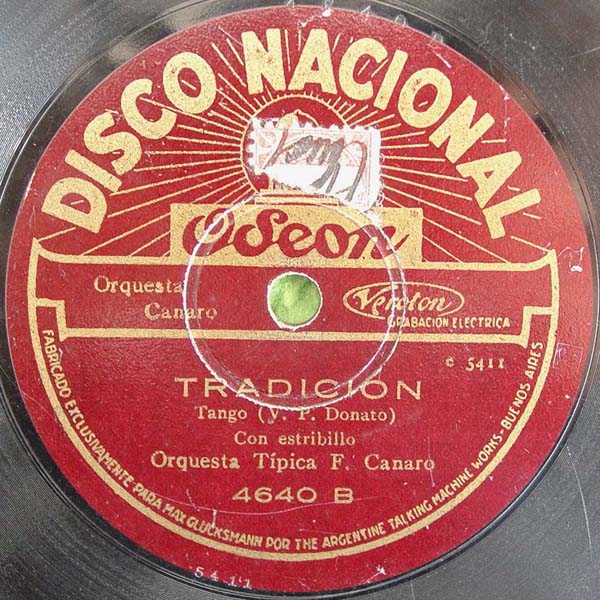 DISCO NACIONAL
Odeon
Orquesta
Canaro
Veroton
GRABACION ELECTRICA
c 5411
TRADICION
Tango (V. P. Donato)
Con estribillo
Orquesta Típica F. Canaro
4640 B
FABRICADO EXCLUSIVAMENTE PARA MAX GLÜCKSMANN POR THE ARGENTINE TALKING MACHINE WORKS - BUENOS AIRES
5411